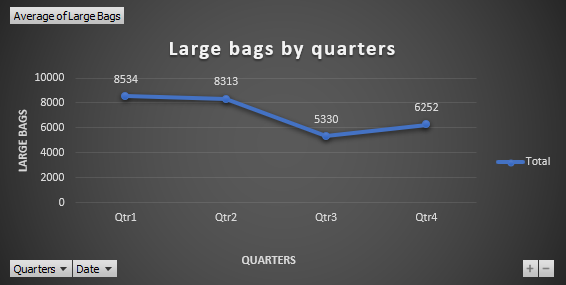 Average of Large Bags
Large bags by quarters
LARGE BAGS
10000
8000
6000
4000
2000
0
8534
8313
5330
6252
Qtr1 Qtr2 Qtr3 Qtr4
QUARTERS
Total
Quarters
Date
+ −